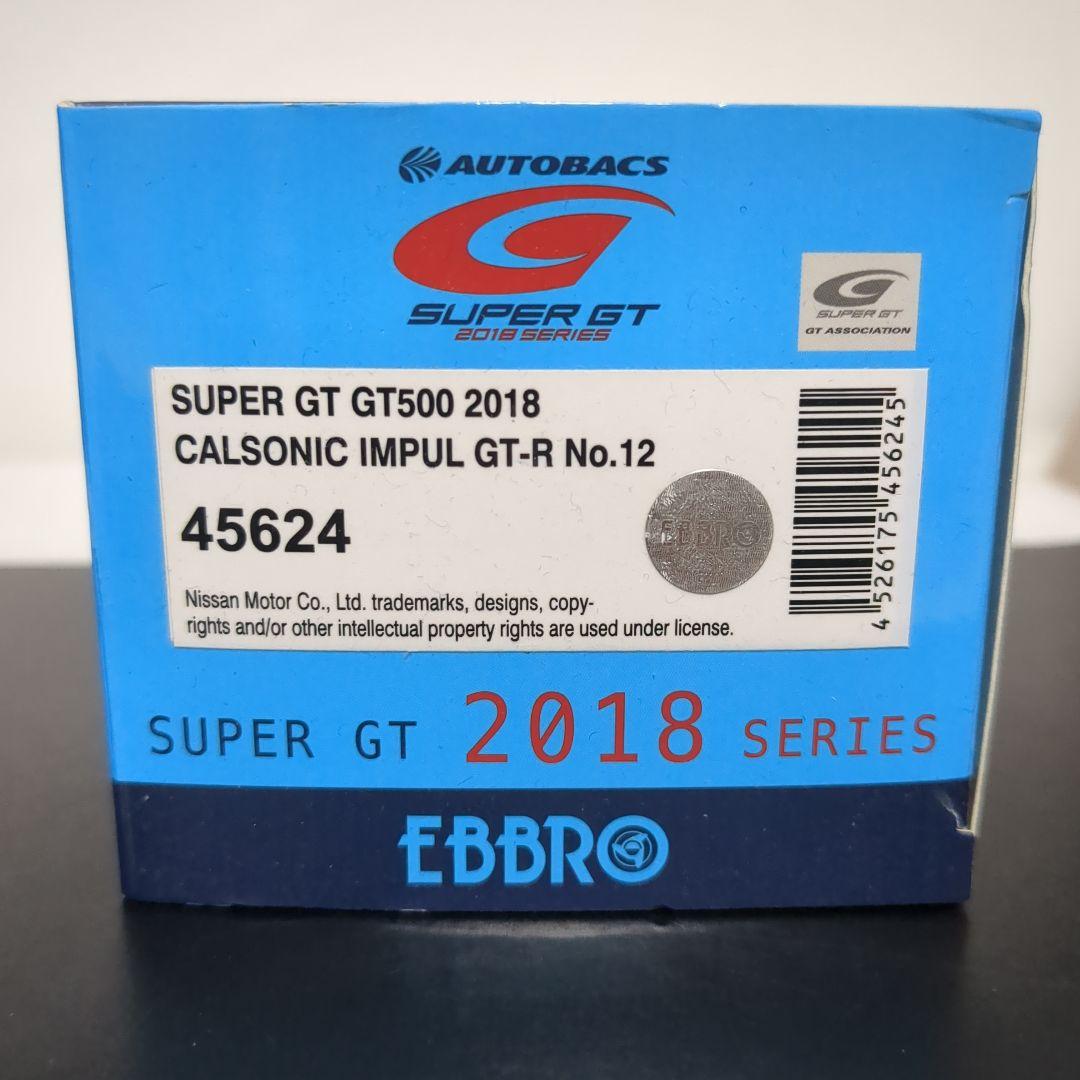 AUTOBACS
SUPER GT
2018 SERIES
SUPER GT
GT ASSOCIATION
SUPER GT GT500 2018
CALSONIC IMPUL GT-R No.12
45624
EBBRO
4 526175 456245
Nissan Motor Co., Ltd. trademarks, designs, copy-
rights and/or other intellectual property rights are used under license.
SUPER GT 2018 SERIES
EBBRO